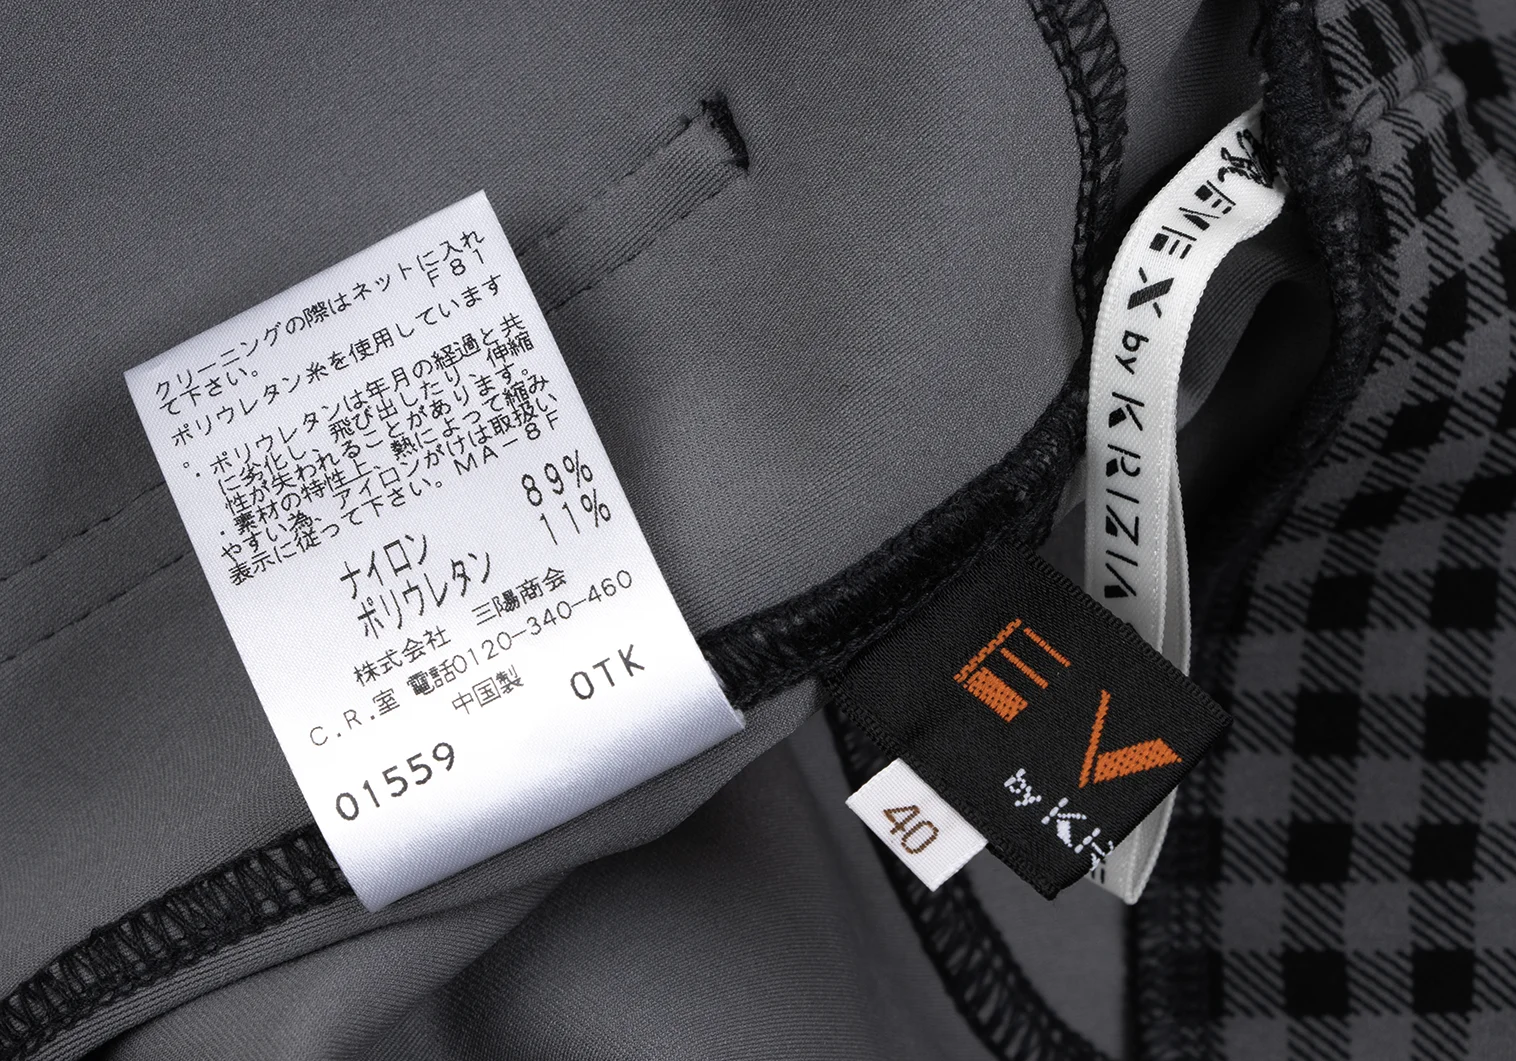 クリーニングの際はネットに入れ
て下さい。 F81
ポリウレタン糸を使用しています
。
・ポリウレタンは年月の経過と共
に劣化し、飛び出したり、伸縮
性が失われることがあります。
・素材の特性上、熱によって縮み
やすい為、アイロンがけは取扱い
表示に従って下さい。 MA-8F
ナイロン 89%
ポリウレタン 11%
株式会社 三陽商会
C.R.室 電話0120-340-460
中国製 OTK
01559
EVEX by KRIZIA
EV
by Kri
40